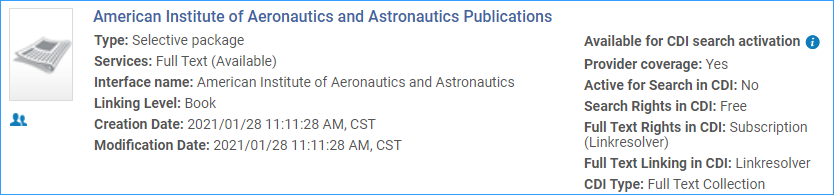 American Institute of Aeronautics and Astronautics Publications
Type: Selective package
Services: Full Text (Available)
Interface name: American Institute of Aeronautics and Astronautics
Linking Level: Book
Creation Date: 2021/01/28 11:11:28 AM, CST
Modification Date: 2021/01/28 11:11:28 AM, CST
Available for CDI search activation
Provider coverage: Yes
Active for Search in CDI: No
Search Rights in CDI: Free
Full Text Rights in CDI: Subscription
(Linkresolver)
Full Text Linking in CDI: Linkresolver
CDI Type: Full Text Collection